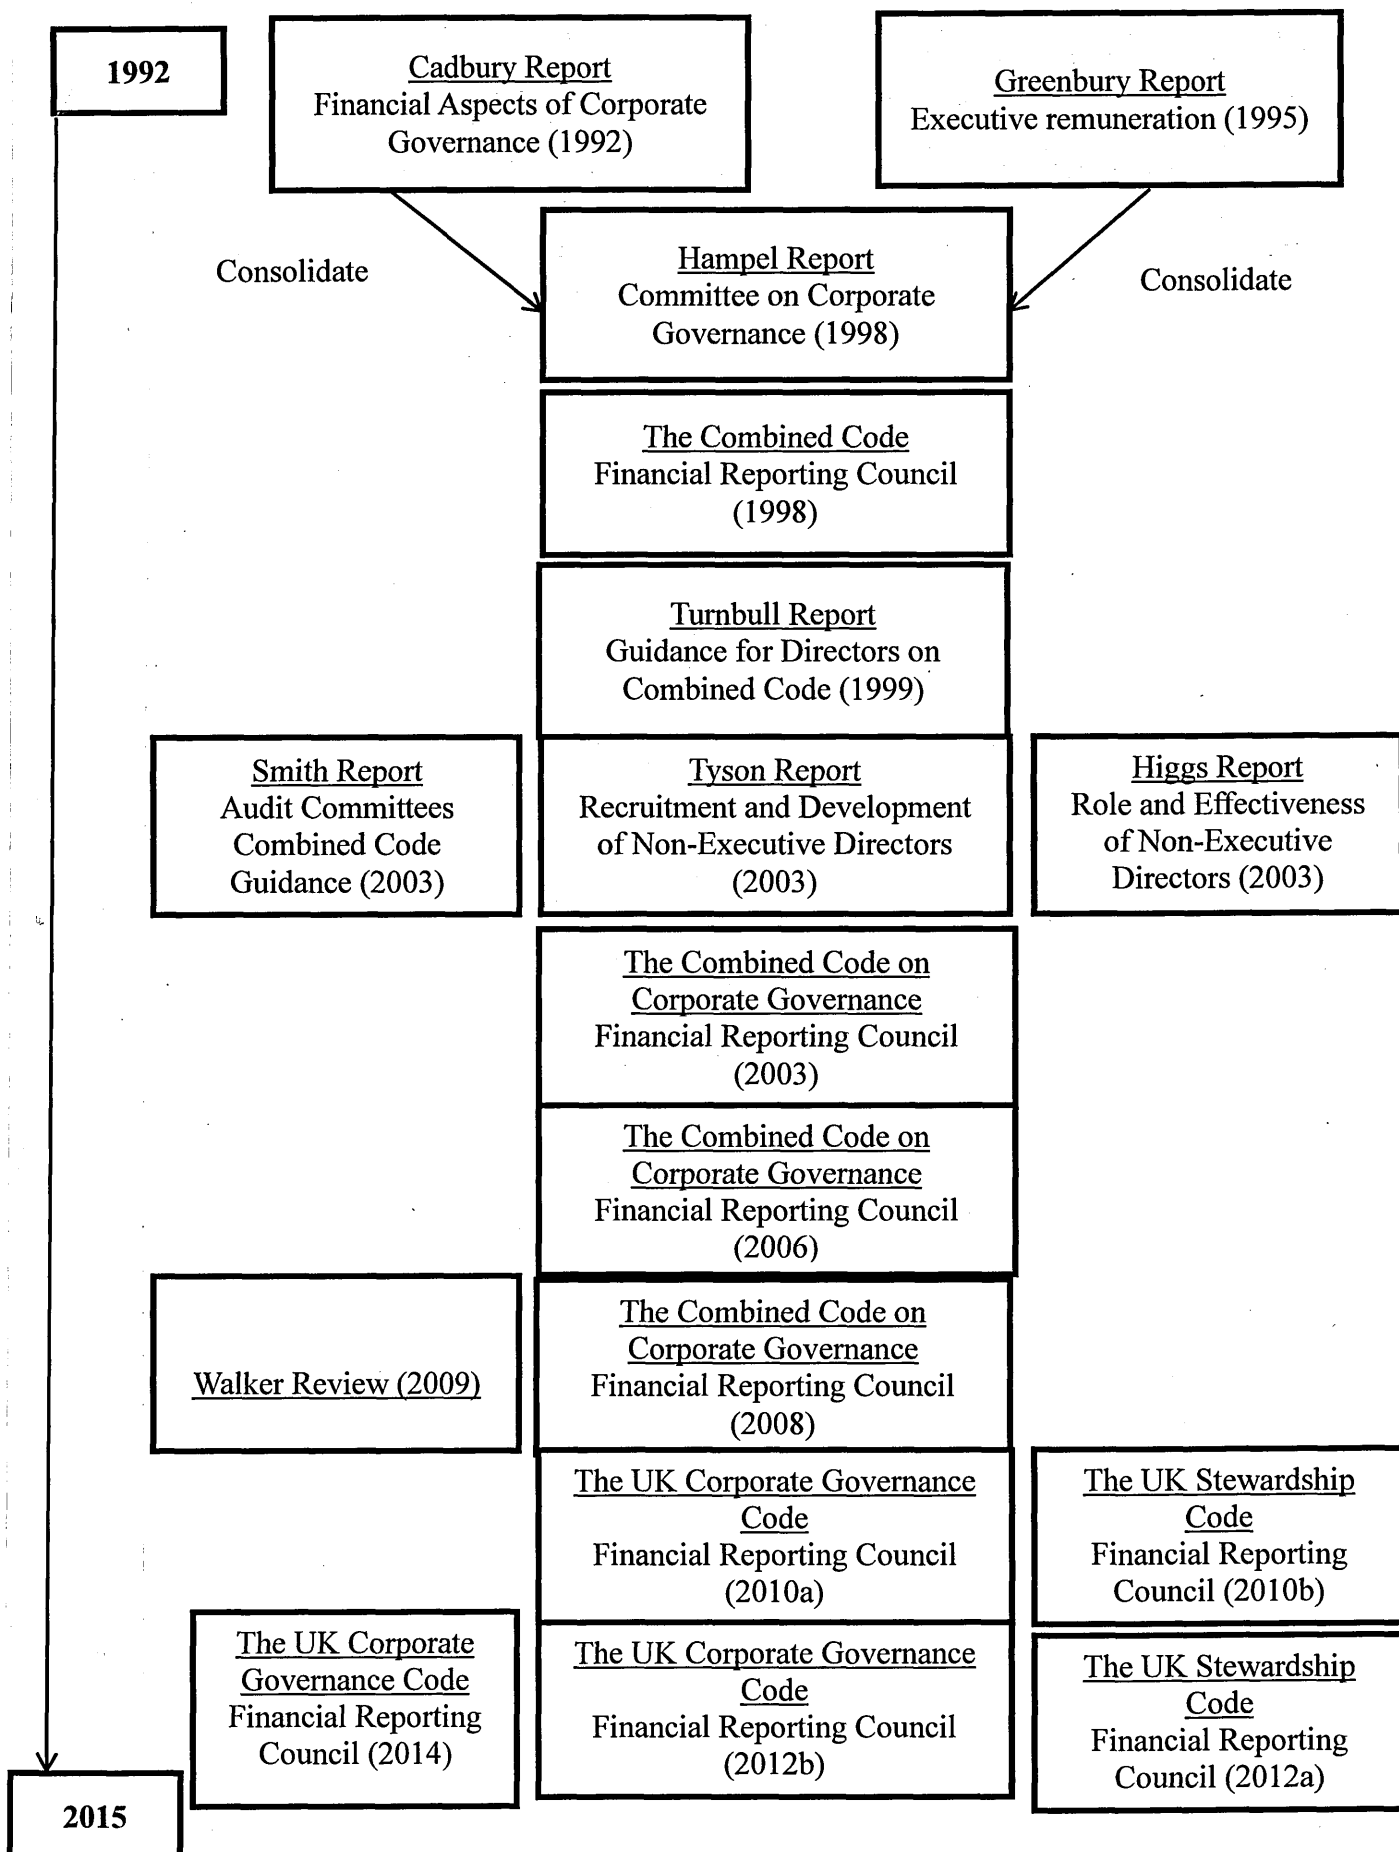 1992
Cadbury Report
Financial Aspects of Corporate
Governance (1992)
Greenbury Report
Executive remuneration (1995)
Consolidate
Hampel Report
Committee on Corporate
Governance (1998)
Consolidate
The Combined Code
Financial Reporting Council
(1998)
Turnbull Report
Guidance for Directors on
Combined Code (1999)
Smith Report
Audit Committees
Combined Code
Guidance (2003)
Tyson Report
Recruitment and Development
of Non-Executive Directors
(2003)
Higgs Report
Role and Effectiveness
of Non-Executive
Directors (2003)
The Combined Code on
Corporate Governance
Financial Reporting Council
(2003)
The Combined Code on
Corporate Governance
Financial Reporting Council
(2006)
Walker Review (2009)
The Combined Code on
Corporate Governance
Financial Reporting Council
(2008)
The UK Corporate Governance
Code
Financial Reporting Council
(2010a)
The UK Stewardship
Code
Financial Reporting
Council (2010b)
The UK Corporate
Governance Code
Financial Reporting
Council (2014)
The UK Corporate Governance
Code
Financial Reporting Council
(2012b)
The UK Stewardship
Code
Financial Reporting
Council (2012a)
2015